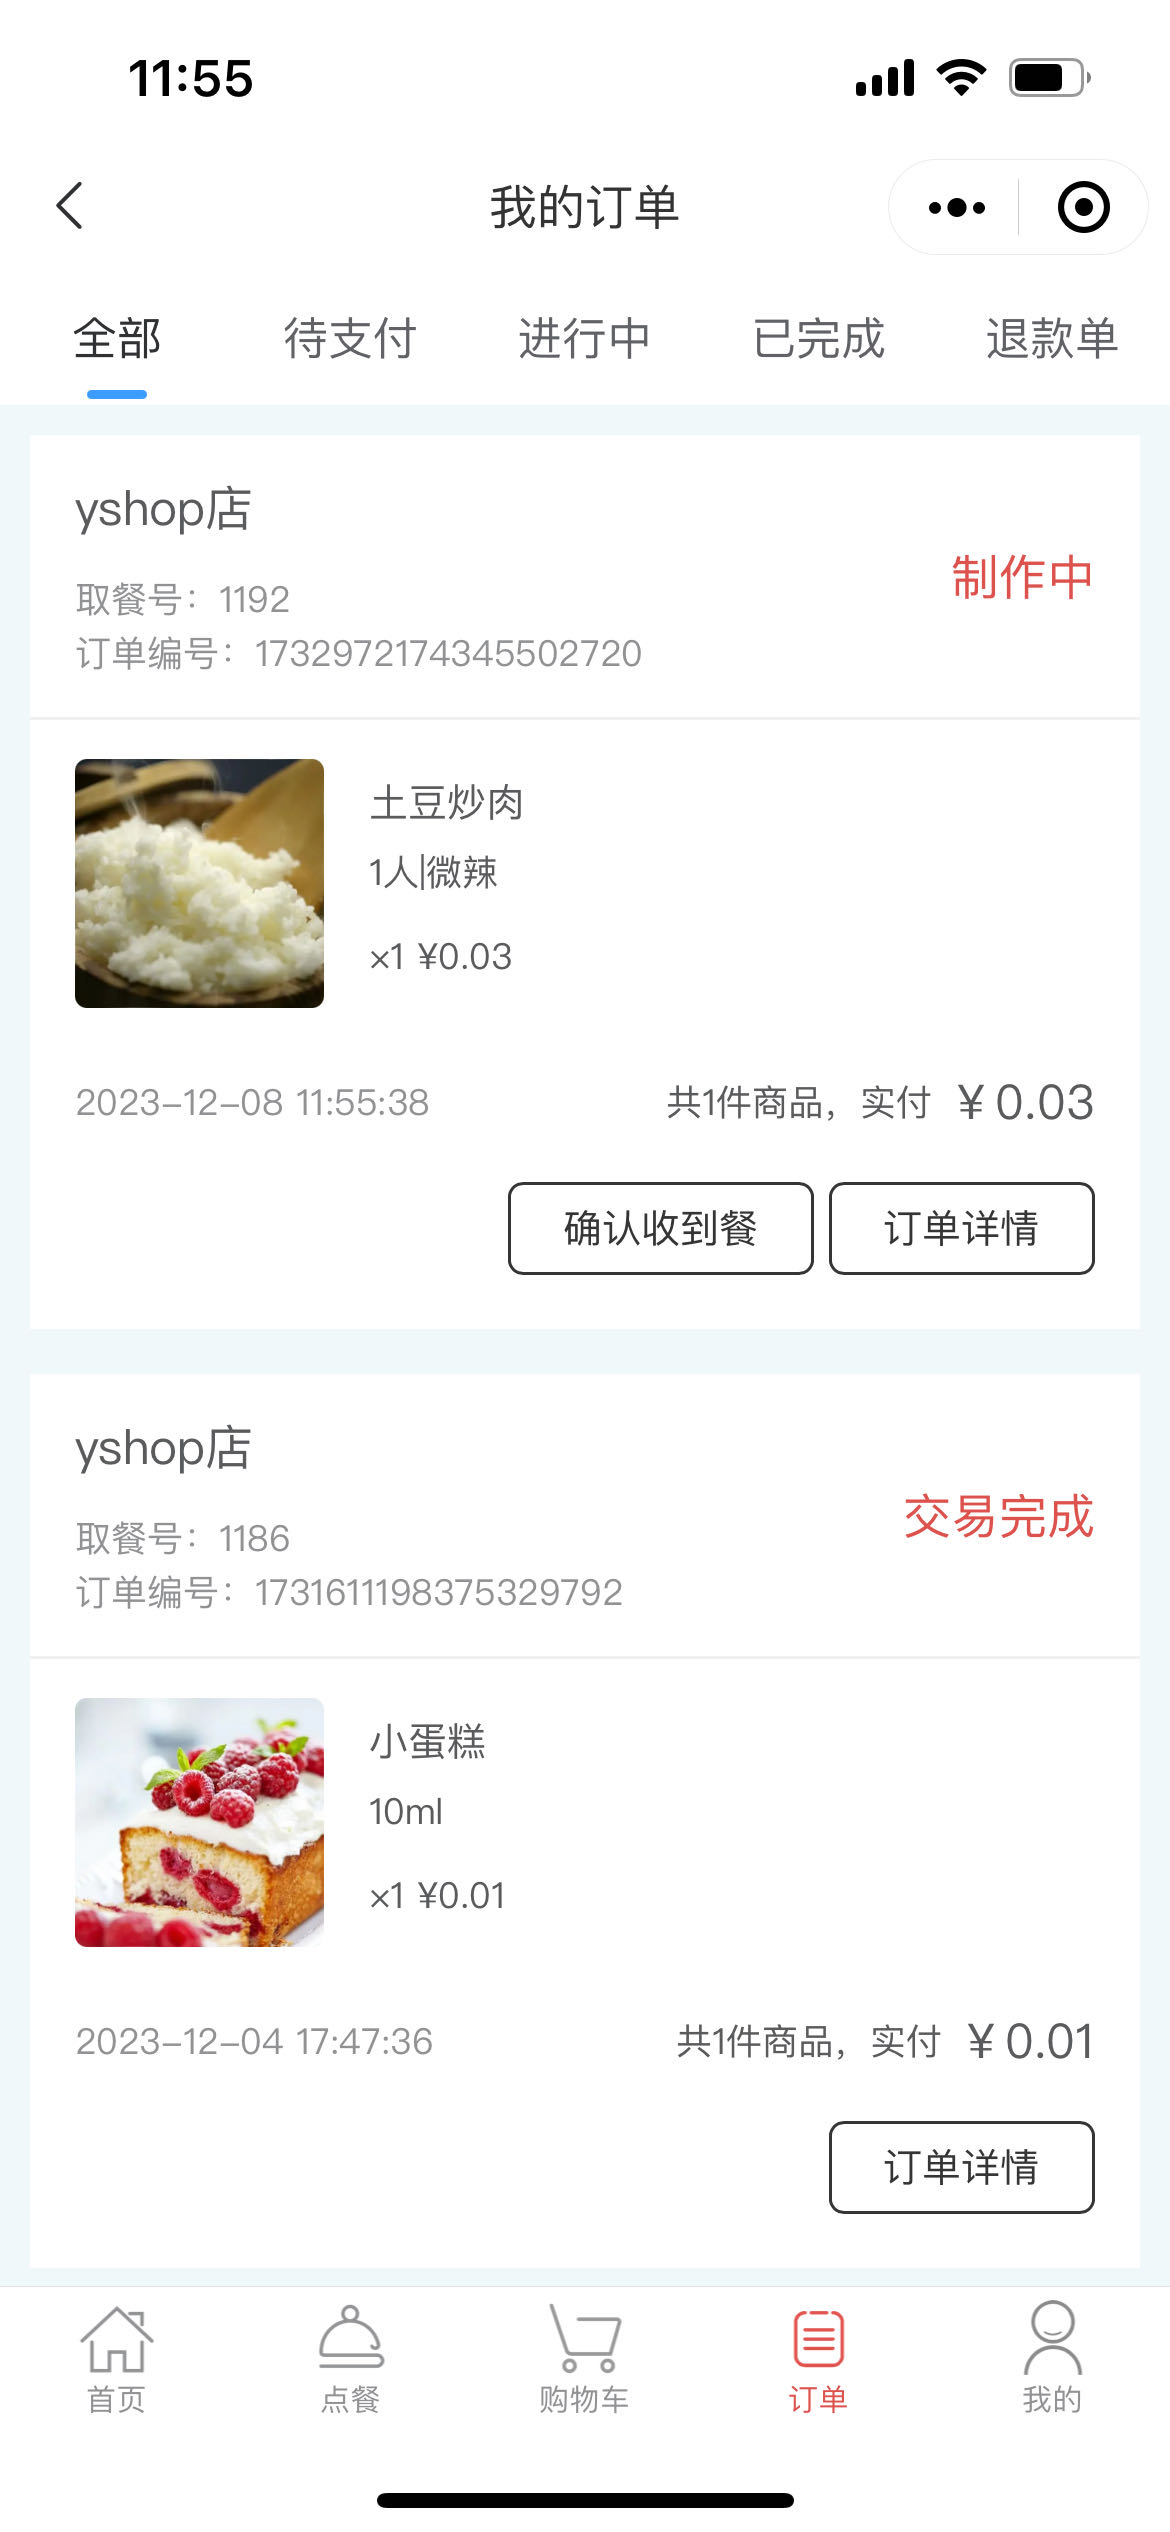 11:55
我的订单
全部 待支付 进行中 已完成 退款单
yshop店
制作中
取餐号：1192
订单编号：1732972174345502720
土豆炒肉
1人|微辣
×1 ¥0.03
2023-12-08 11:55:38 共1件商品，实付 ¥0.03
确认收到餐 订单详情
yshop店
交易完成
取餐号：1186
订单编号：1731611198375329792
小蛋糕
10ml
×1 ¥0.01
2023-12-04 17:47:36 共1件商品，实付 ¥0.01
订单详情
首页 点餐 购物车 订单 我的